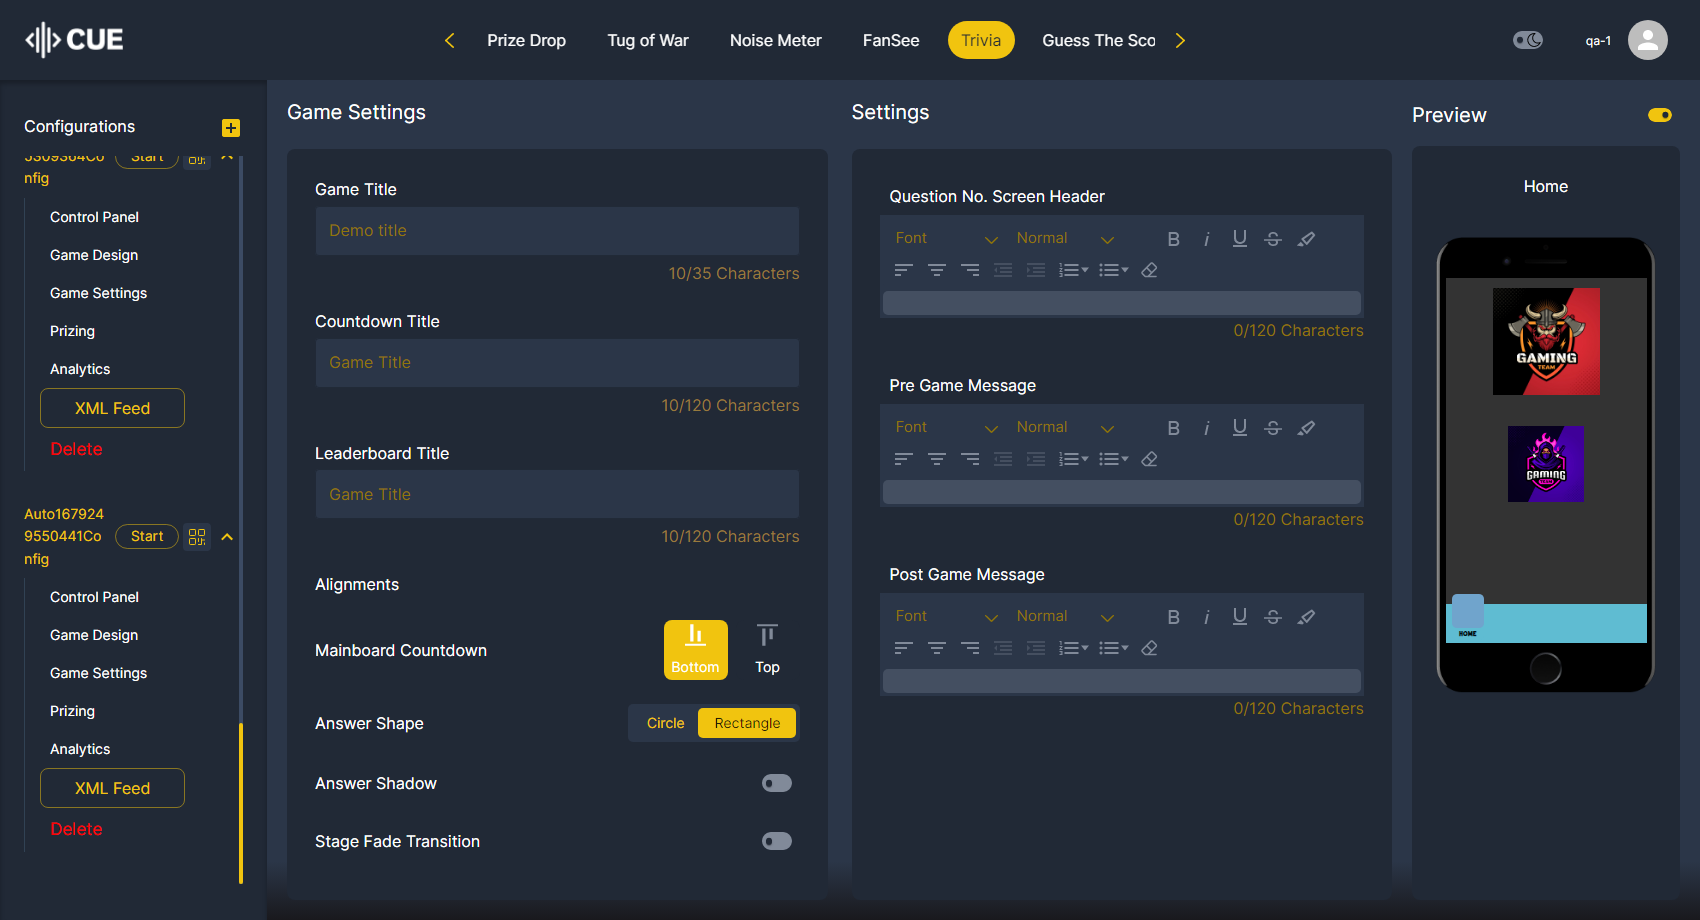 CUE
Prize Drop
Tug of War
Noise Meter
FanSee
Trivia
Guess The Sco
qa-1
Configurations
5309364Co
nfig
Start
Control Panel
Game Design
Game Settings
Prizing
Analytics
XML Feed
Delete
Auto167924
9550441Co
nfig
Start
Control Panel
Game Design
Game Settings
Prizing
Analytics
XML Feed
Delete
Game Settings
Game Title
Demo title
10/35 Characters
Countdown Title
Game Title
10/120 Characters
Leaderboard Title
Game Title
10/120 Characters
Alignments
Mainboard Countdown
Bottom
Top
Answer Shape
Circle
Rectangle
Answer Shadow
Stage Fade Transition
Settings
Question No. Screen Header
Font
Normal
0/120 Characters
Pre Game Message
Font
Normal
0/120 Characters
Post Game Message
Font
Normal
0/120 Characters
Preview
Home
GAMING
TEAM
GAMING
TEAM
HOME